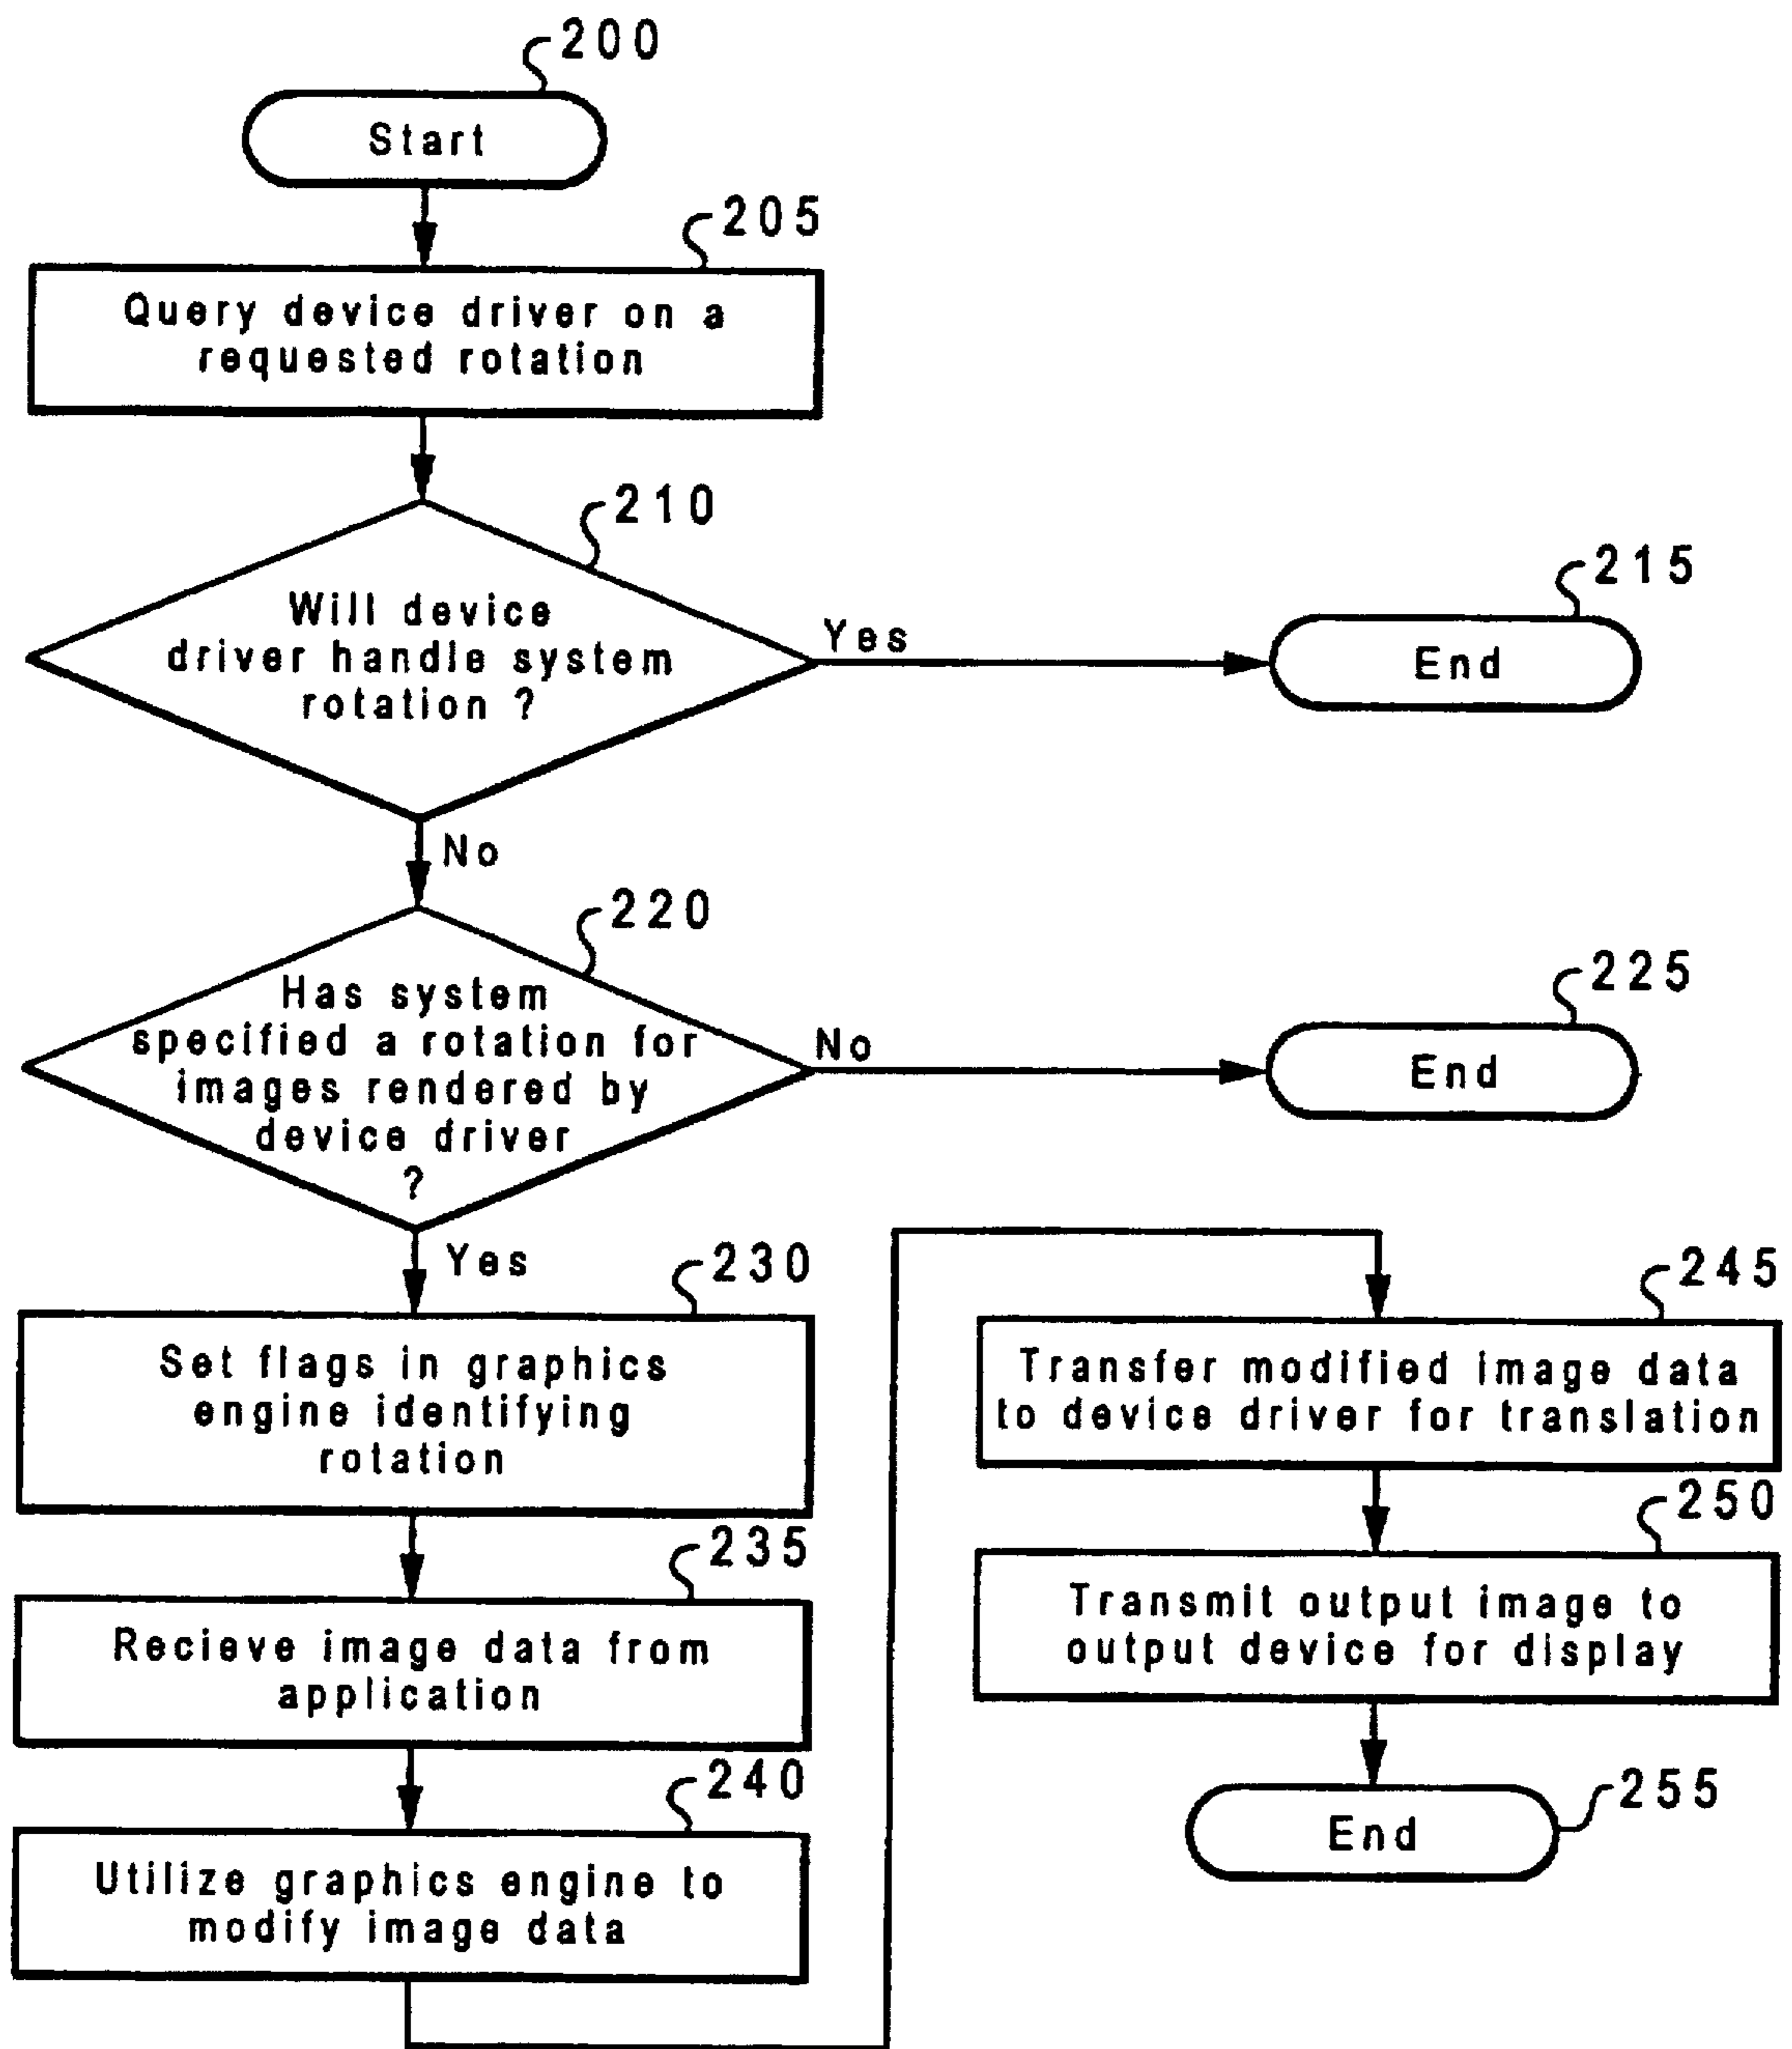 200
Start
205
Query device driver on a
requested rotation
210
Will device
driver handle system
rotation ?
Yes
215
End
No
220
Has system
specified a rotation for
images rendered by
device driver
?
No
225
End
Yes
230
Set flags in graphics
engine identifying
rotation
235
Recieve image data from
application
240
Utilize graphics engine to
modify image data
245
Transfer modified image data
to device driver for translation
250
Transmit output image to
output device for display
255
End